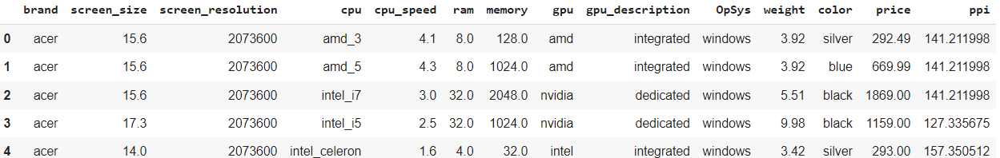 brand screen_size screen_resolution cpu cpu_speed ram memory gpu gpu_description OpSys weight color price ppi
0 acer 15.6 2073600 amd_3 4.1 8.0 128.0 amd integrated windows 3.92 silver 292.49 141.211998
1 acer 15.6 2073600 amd_5 4.3 8.0 1024.0 amd integrated windows 3.92 blue 669.99 141.211998
2 acer 15.6 2073600 intel_i7 3.0 32.0 2048.0 nvidia dedicated windows 5.51 black 1869.00 141.211998
3 acer 17.3 2073600 intel_i5 2.5 32.0 1024.0 nvidia dedicated windows 9.98 black 1159.00 127.335675
4 acer 14.0 2073600 intel_celeron 1.6 4.0 32.0 intel integrated windows 3.42 silver 293.00 157.350512